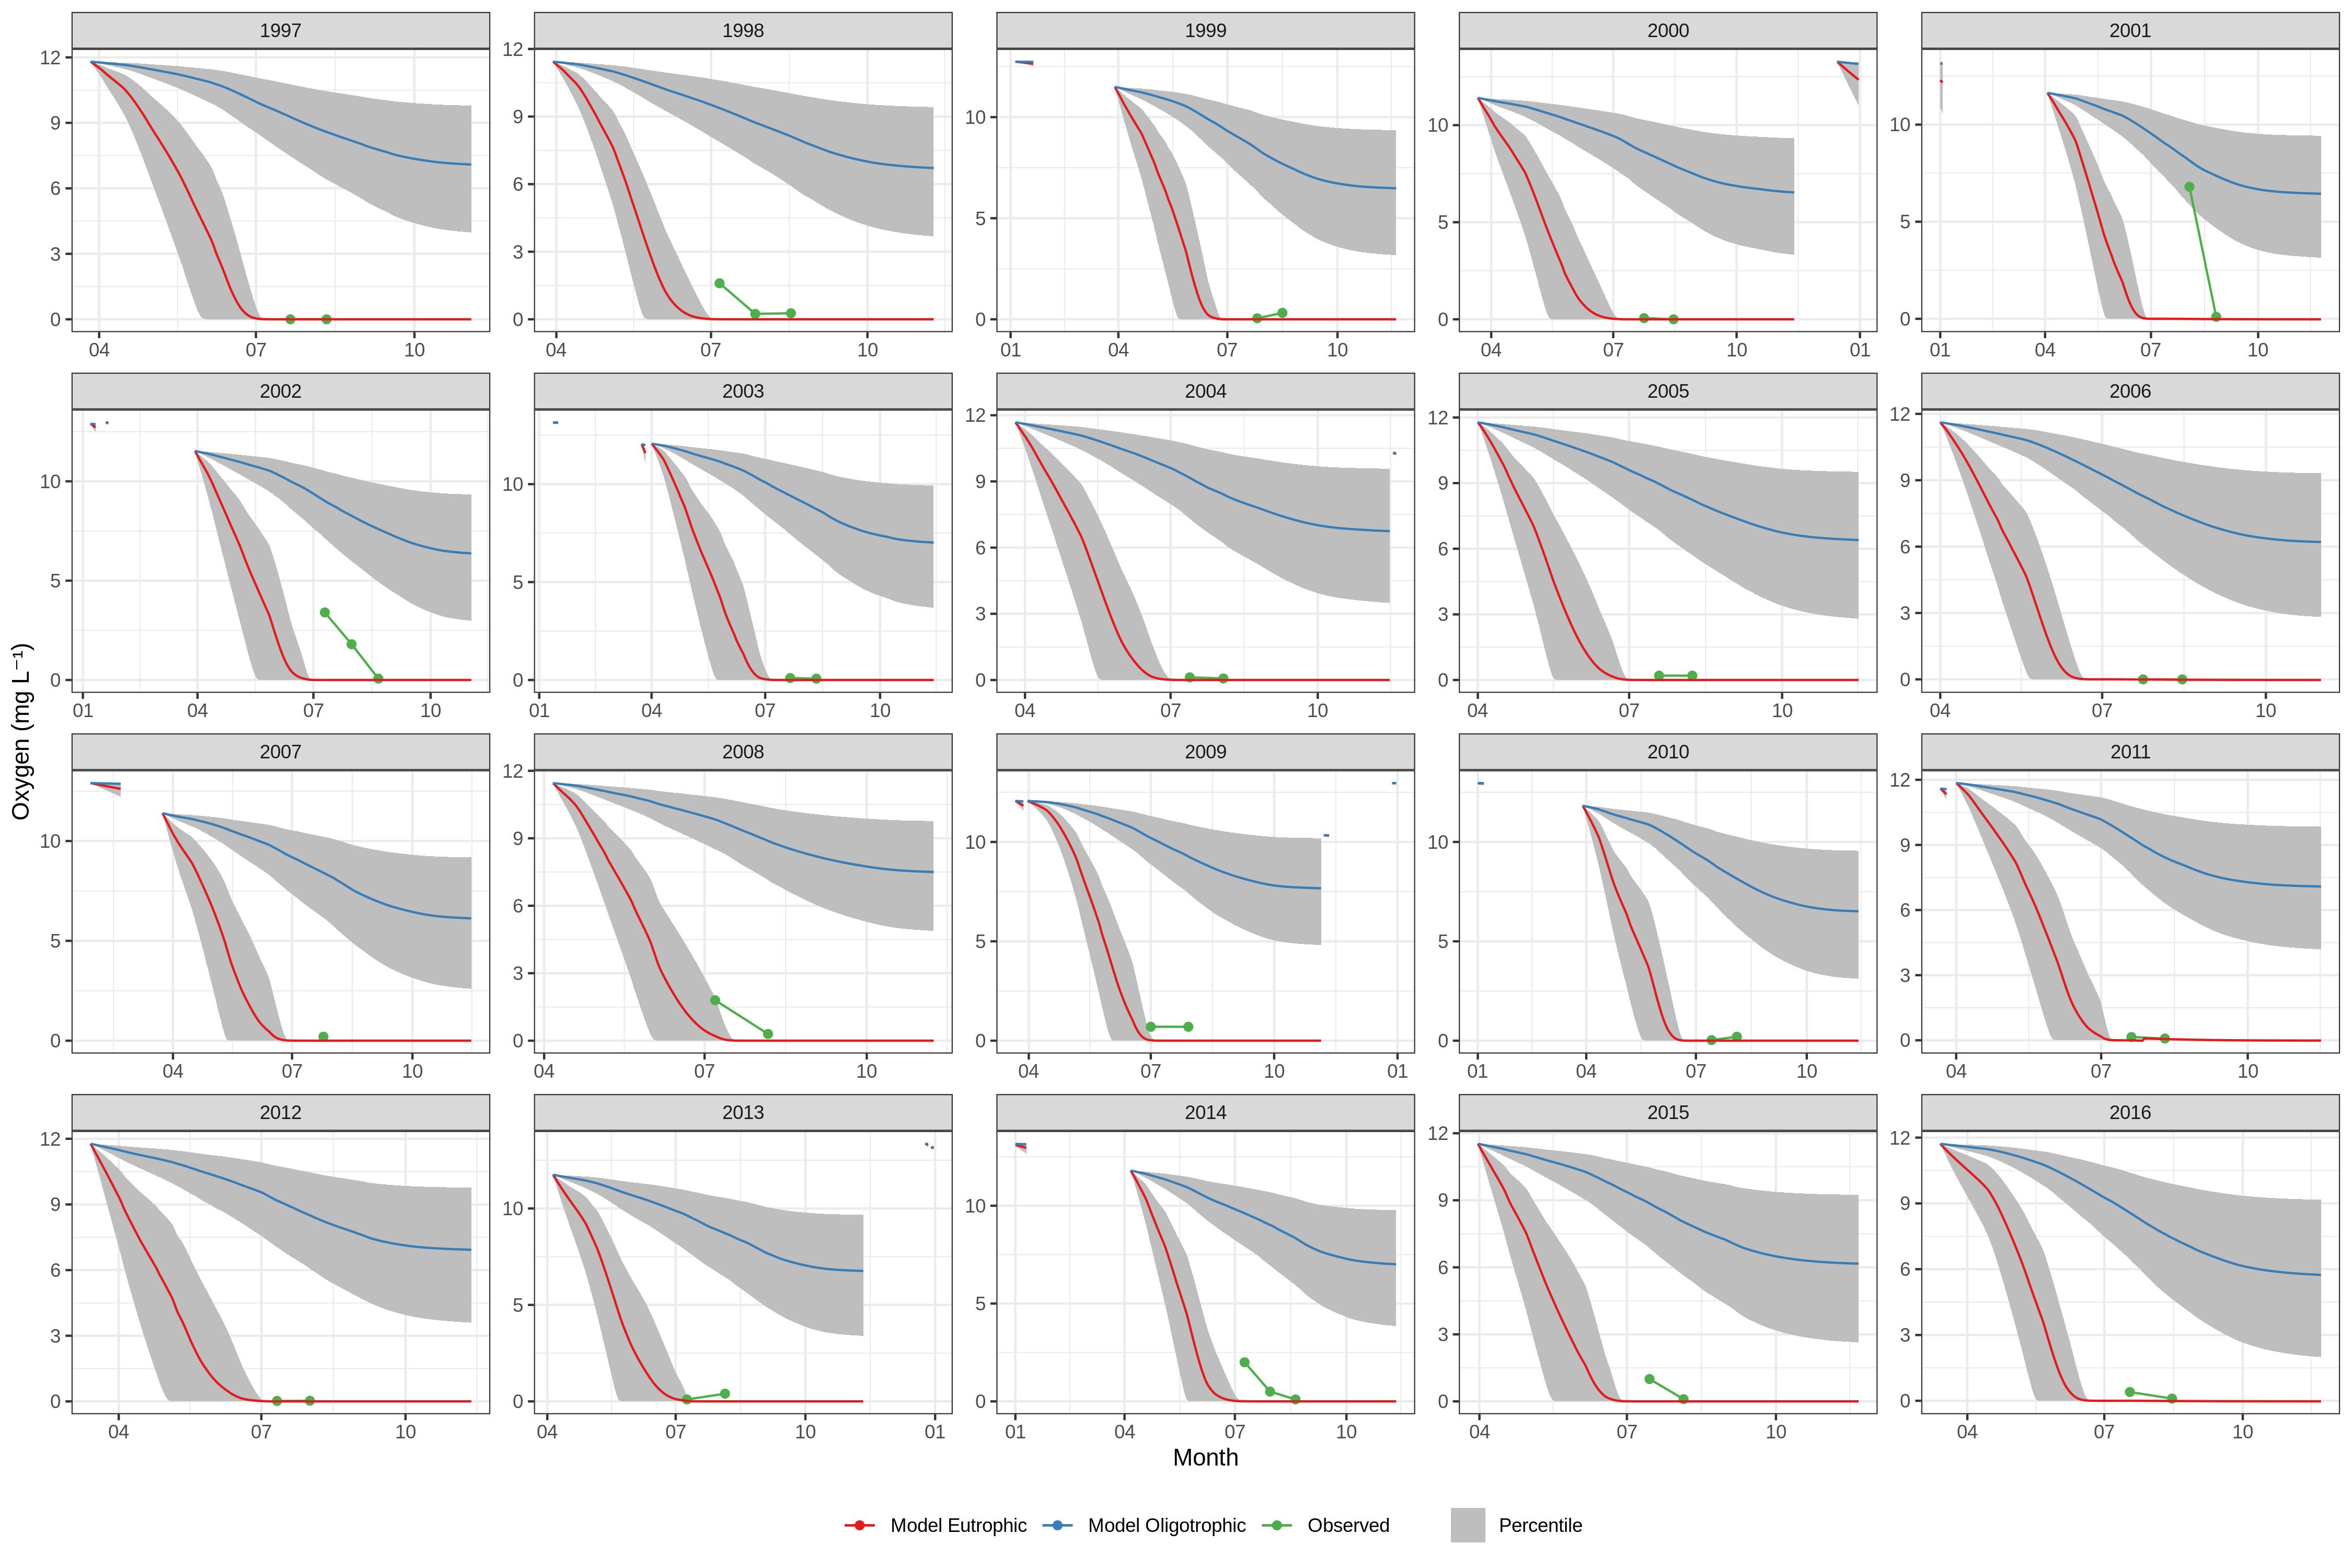 1997 1998 1999 2000 2001
12 9 6 3 0
12 9 6 3 0
10 5 0
10 5 0
10 5 0
04 07 10
04 07 10
01 04 07 10
04 07 10 01
01 04 07 10
2002 2003 2004 2005 2006
10 5 0
10 5 0
12 9 6 3 0
12 9 6 3 0
12 9 6 3 0
01 04 07 10
01 04 07 10
04 07 10
04 07 10
04 07 10
Oxygen (mg L⁻¹)
2007 2008 2009 2010 2011
10 5 0
12 9 6 3 0
10 5 0
10 5 0
12 9 6 3 0
04 07 10
04 07 10
04 07 10 01
01 04 07 10
04 07 10
2012 2013 2014 2015 2016
12 9 6 3 0
10 5 0
10 5 0
12 9 6 3 0
12 9 6 3 0
04 07 10
04 07 10 01
01 04 07 10
04 07 10
04 07 10
Month
Model Eutrophic Model Oligotrophic Observed Percentile